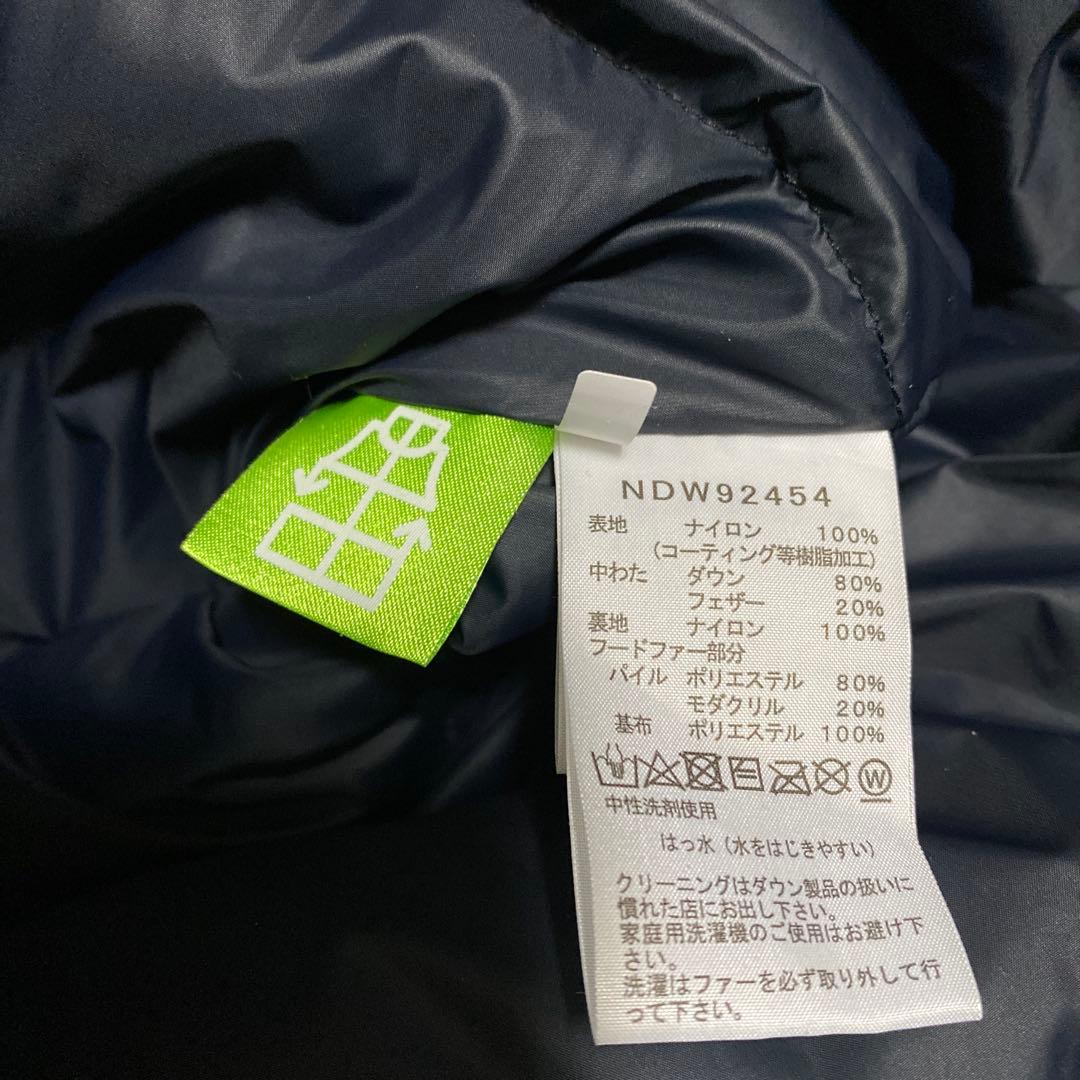 NDW92454
表地 ナイロン 100%
(コーティング等樹脂加工)
中わた ダウン 80%
フェザー 20%
裏地 ナイロン 100%
フードファー部分
パイル ポリエステル 80%
モダクリル 20%
基布 ポリエステル 100%
W
中性洗剤使用
はっ水(水をはじきやすい)
クリーニングはダウン製品の扱いに
慣れた店にお出し下さい。
家庭用洗濯機のご使用はお避け下
さい。
洗濯はファーを必ず取り外して行
って下さい。